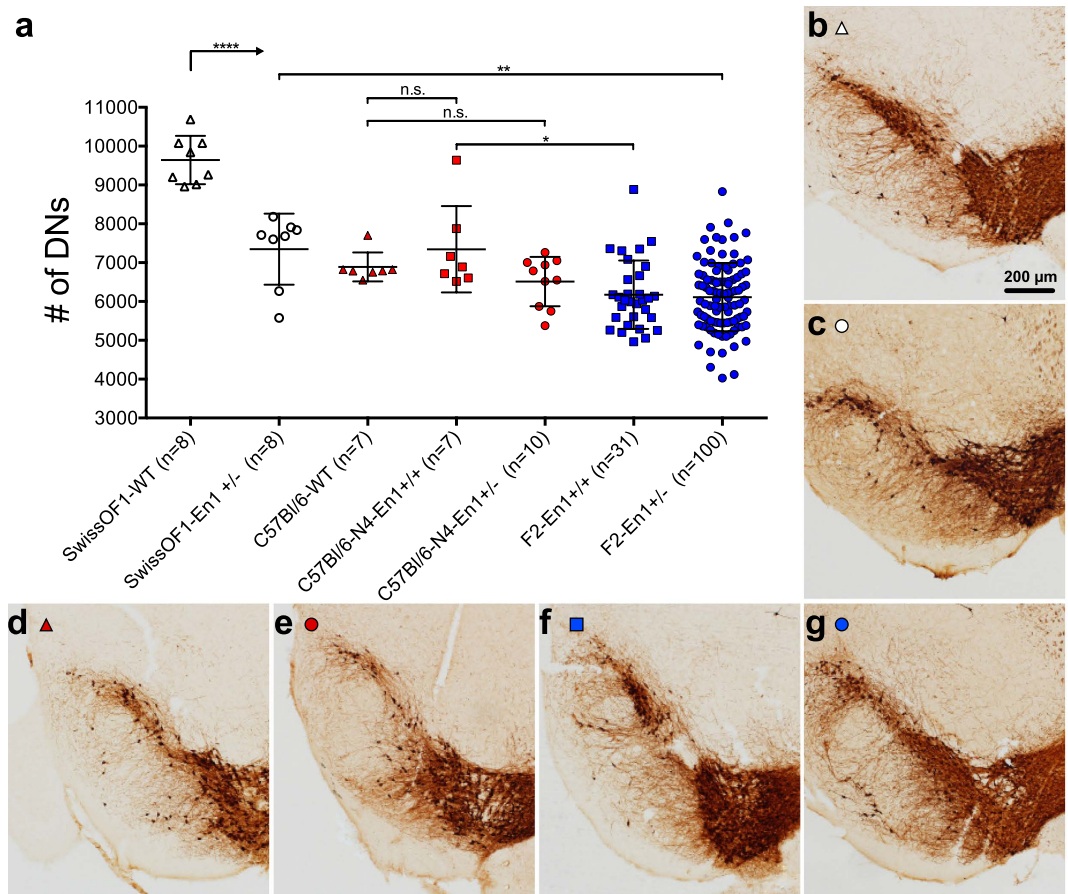 a
****
**
n.s.
n.s.
*
# of DNs
11000
10000
9000
8000
7000
6000
5000
4000
3000
SwissOF1-WT (n=8)
SwissOF1-En1 +/- (n=8)
C57Bl/6-WT (n=7)
C57Bl/6-N4-En1+/+ (n=7)
C57Bl/6-N4-En1+/- (n=10)
F2-En1+/+ (n=31)
F2-En1+/- (n=100)
b
200 µm
c
d
e
f
g